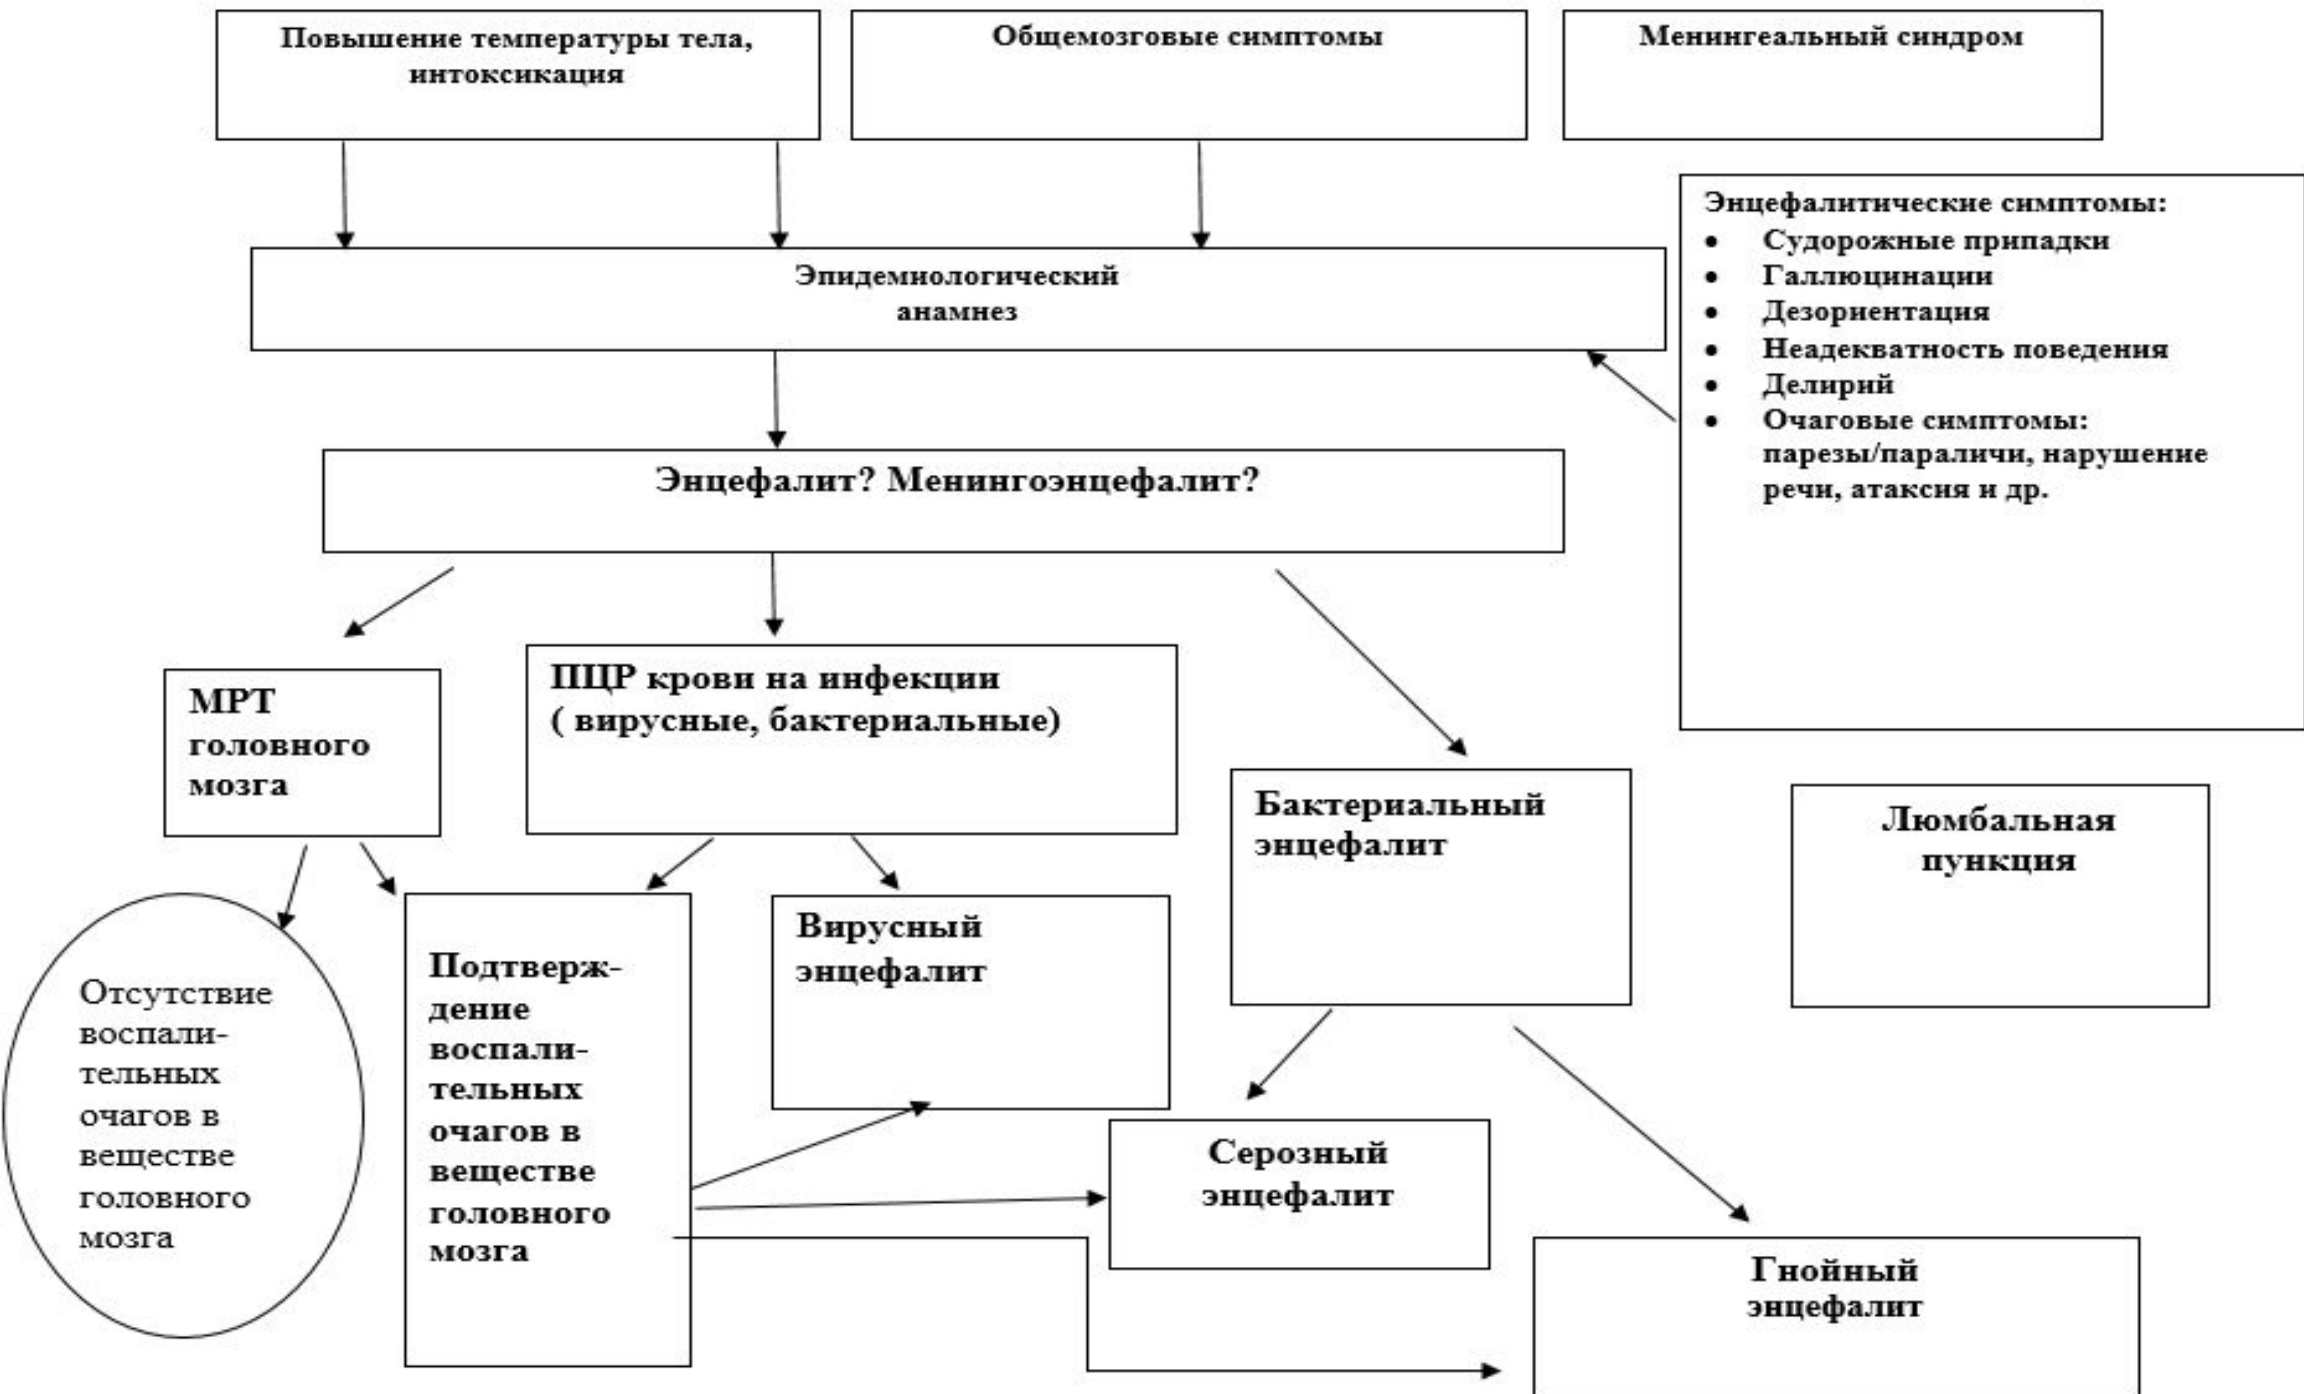 Повышение температуры тела,
интоксикация
Общемозговые симптомы
Менингеальный синдром
Энцефалитические симптомы:
• Судорожные припадки
• Галлюцинации
• Дезориентация
• Неадекватность поведения
• Делирий
• Очаговые симптомы:
парезы/параличи, нарушение
речи, атаксия и др.
Эпидемиологический
анамнез
Энцефалит? Менингоэнцефалит?
МРТ
головного
мозга
ПЦР крови на инфекции
( вирусные, бактериальные)
Бактериальный
энцефалит
Люмбальная
пункция
Отсутствие
воспали-
тельных
очагов в
веществе
головного
мозга
Подтверж-
дение
воспали-
тельных
очагов в
веществе
головного
мозга
Вирусный
энцефалит
Серозный
энцефалит
Гнойный
энцефалит